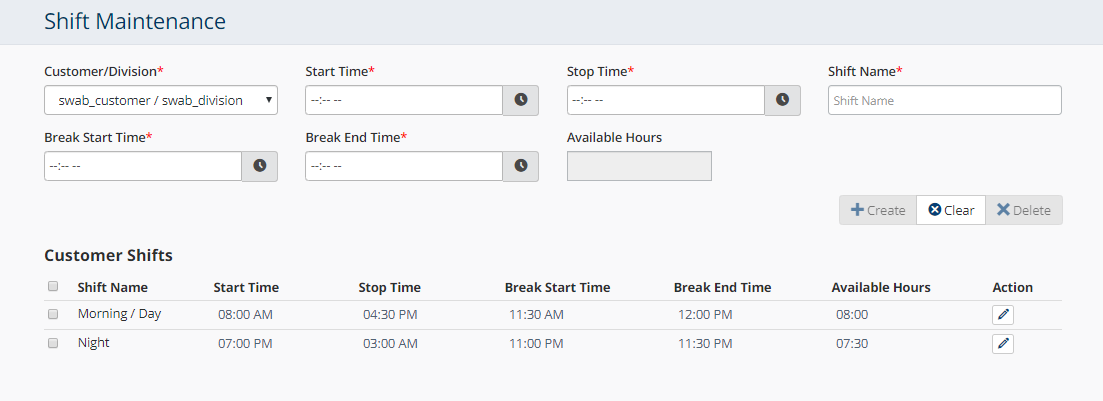 Shift Maintenance
Customer/Division* Start Time* Stop Time* Shift Name*
swab_customer / swab_division --:-- -- --:-- -- Shift Name
Break Start Time* Break End Time* Available Hours
--:-- -- --:-- --
Create Clear Delete
Customer Shifts
Shift Name Start Time Stop Time Break Start Time Break End Time Available Hours Action
Morning / Day 08:00 AM 04:30 PM 11:30 AM 12:00 PM 08:00
Night 07:00 PM 03:00 AM 11:00 PM 11:30 PM 07:30